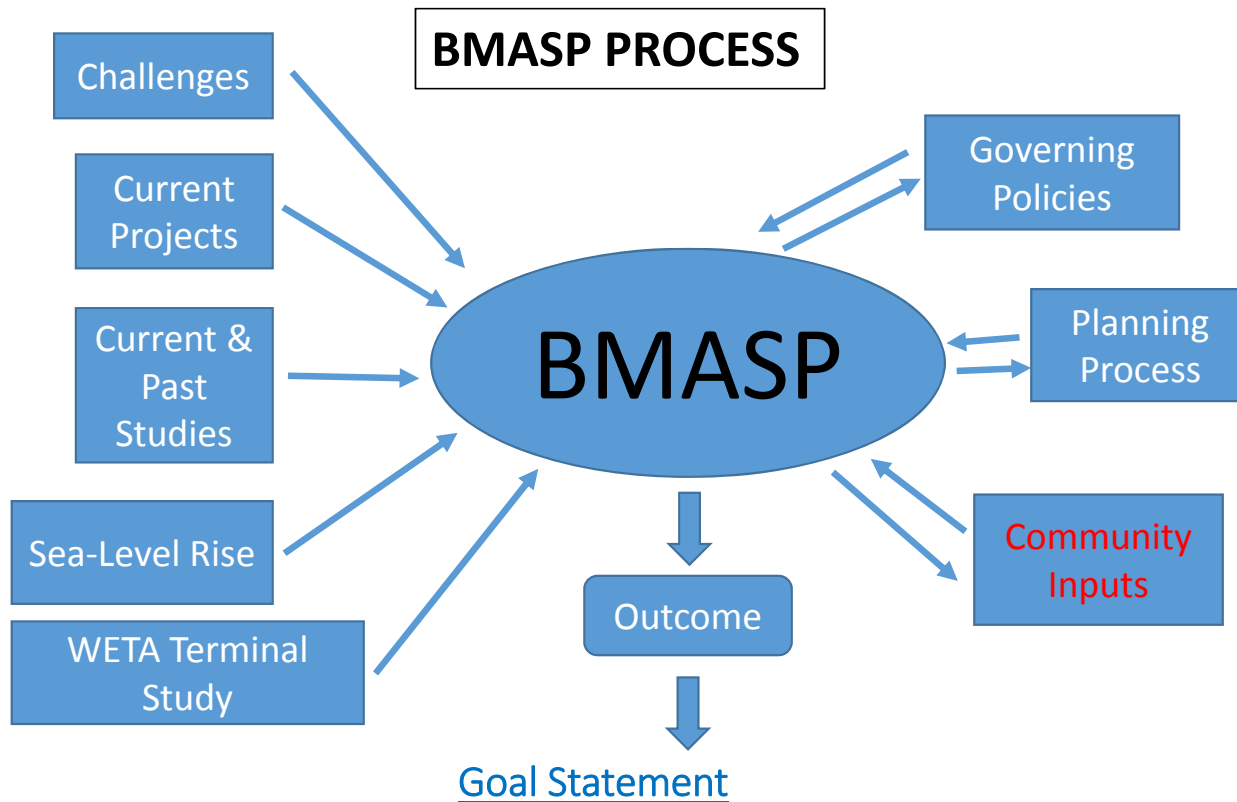 BMASP PROCESS
Challenges
Current
Projects
Current &
Past
Studies
Sea-Level Rise
WETA Terminal
Study
BMASP
Governing
Policies
Planning
Process
Community
Inputs
Outcome
Goal Statement